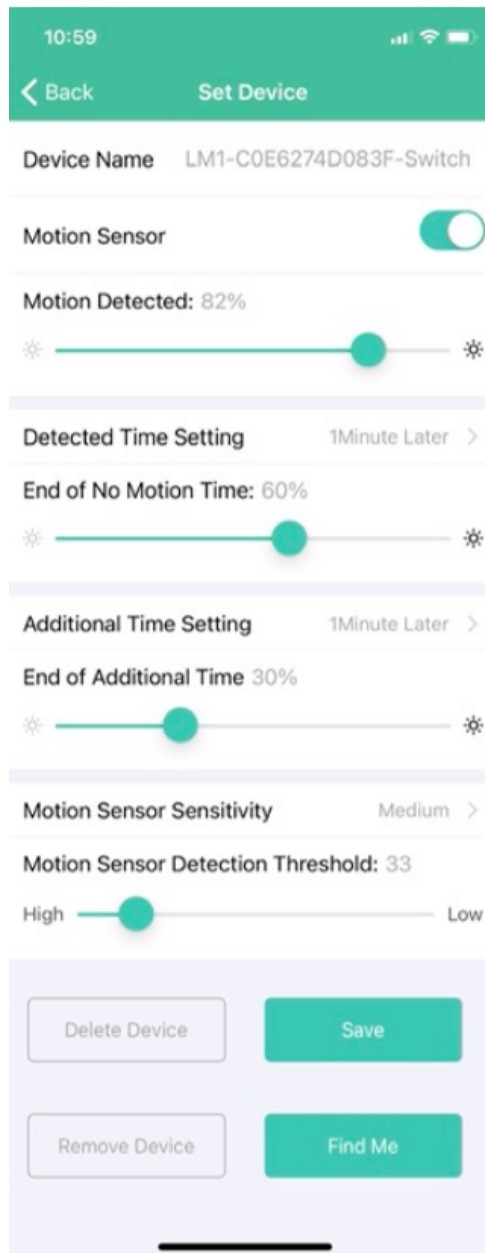 10:59
Back Set Device
Device Name LM1-C0E6274D083F-Switch
Motion Sensor
Motion Detected: 82%
Detected Time Setting 1Minute Later
End of No Motion Time: 60%
Additional Time Setting 1Minute Later
End of Additional Time 30%
Motion Sensor Sensitivity Medium
Motion Sensor Detection Threshold: 33
High Low
Delete Device Save
Remove Device Find Me